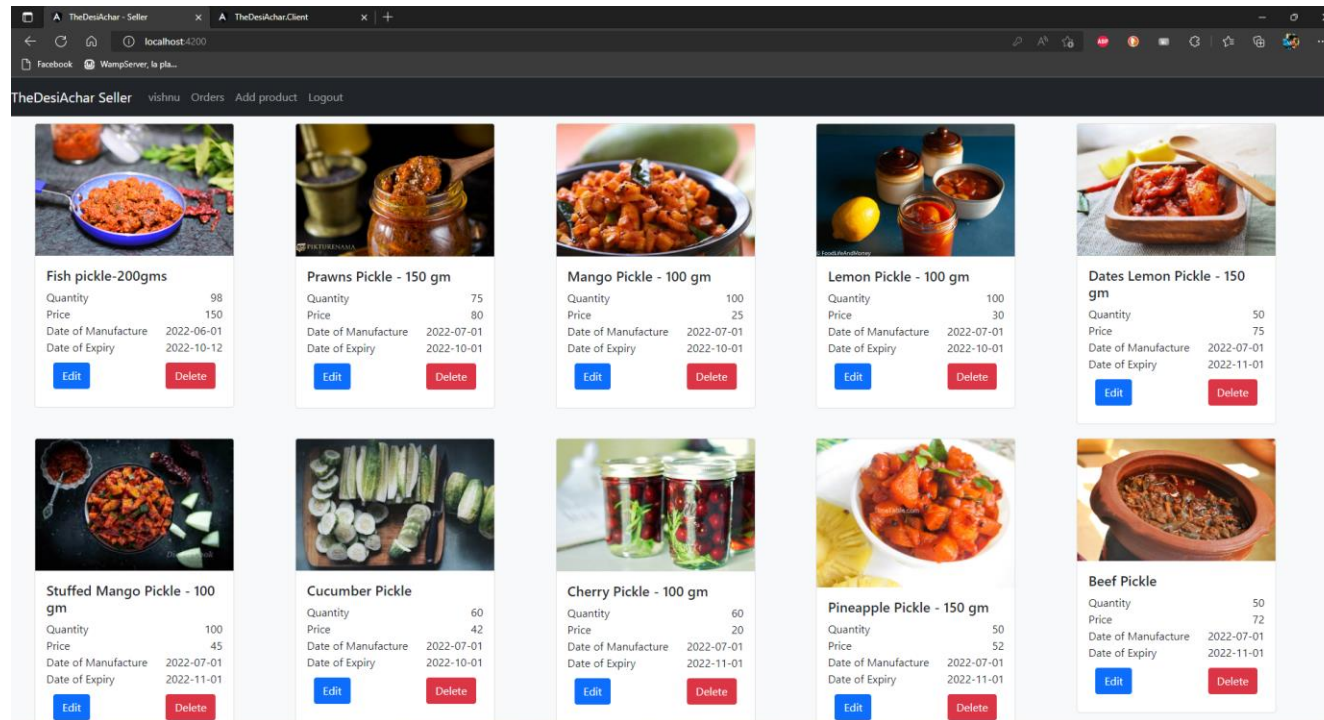 TheDesiAchar - Seller
TheDesiAchar.Client
localhost:4200
Facebook
WampServer, la pla...
TheDesiAchar Seller vishnu Orders Add product Logout
Fish pickle-200gms
Quantity 98
Price 150
Date of Manufacture 2022-06-01
Date of Expiry 2022-10-12
Edit Delete
PIKTURENAMA
Prawns Pickle - 150 gm
Quantity 75
Price 80
Date of Manufacture 2022-07-01
Date of Expiry 2022-10-01
Edit Delete
Mango Pickle - 100 gm
Quantity 100
Price 25
Date of Manufacture 2022-07-01
Date of Expiry 2022-10-01
Edit Delete
© FoodLifeAndMoney
Lemon Pickle - 100 gm
Quantity 100
Price 30
Date of Manufacture 2022-07-01
Date of Expiry 2022-10-01
Edit Delete
Dates Lemon Pickle - 150
gm
Quantity 50
Price 75
Date of Manufacture 2022-07-01
Date of Expiry 2022-11-01
Edit Delete
Stuffed Mango Pickle - 100
gm
Quantity 100
Price 45
Date of Manufacture 2022-07-01
Date of Expiry 2022-11-01
Edit Delete
Cucumber Pickle
Quantity 60
Price 42
Date of Manufacture 2022-07-01
Date of Expiry 2022-10-01
Edit Delete
Cherry Pickle - 100 gm
Quantity 60
Price 20
Date of Manufacture 2022-07-01
Date of Expiry 2022-11-01
Edit Delete
Pineapple Pickle - 150 gm
Quantity 50
Price 52
Date of Manufacture 2022-07-01
Date of Expiry 2022-11-01
Edit Delete
Beef Pickle
Quantity 50
Price 72
Date of Manufacture 2022-07-01
Date of Expiry 2022-11-01
Edit Delete